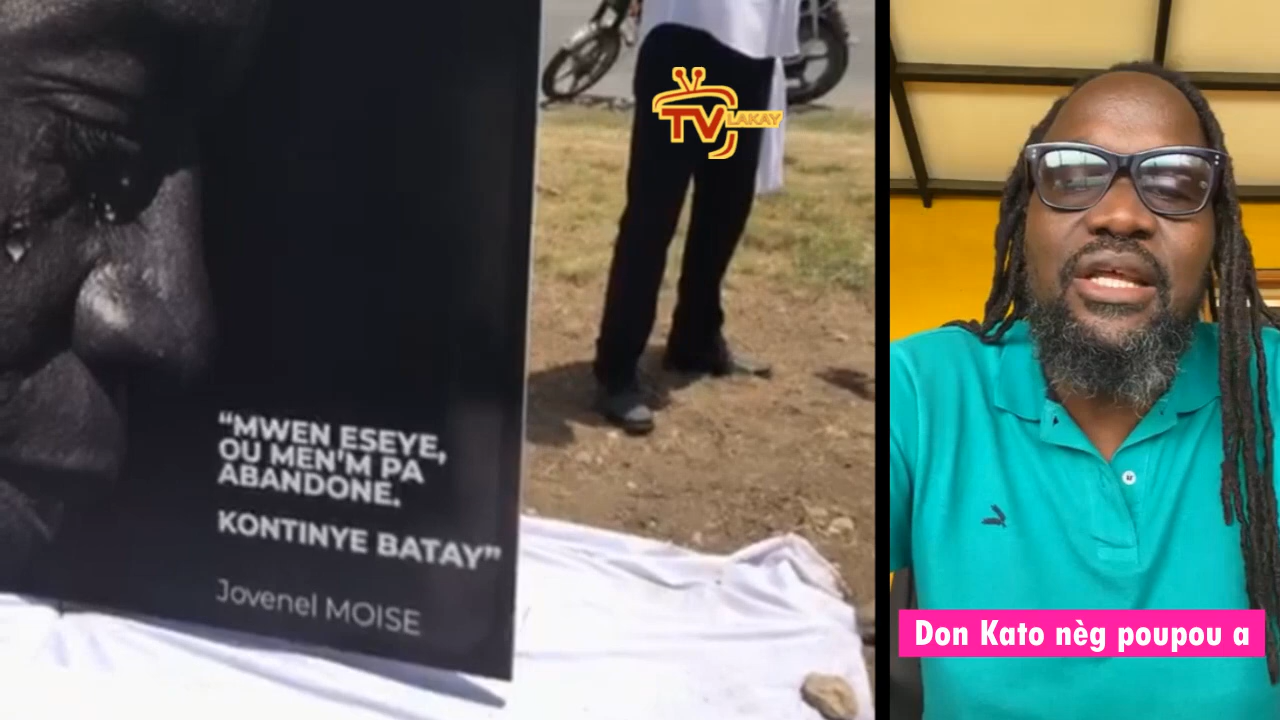 TV LAKAY
“MWEN ESEYE,
OU MEN'M PA
ABANDONE.
KONTINYE BATAY”
Jovenel MOISE
Don Kato nèg poupou a